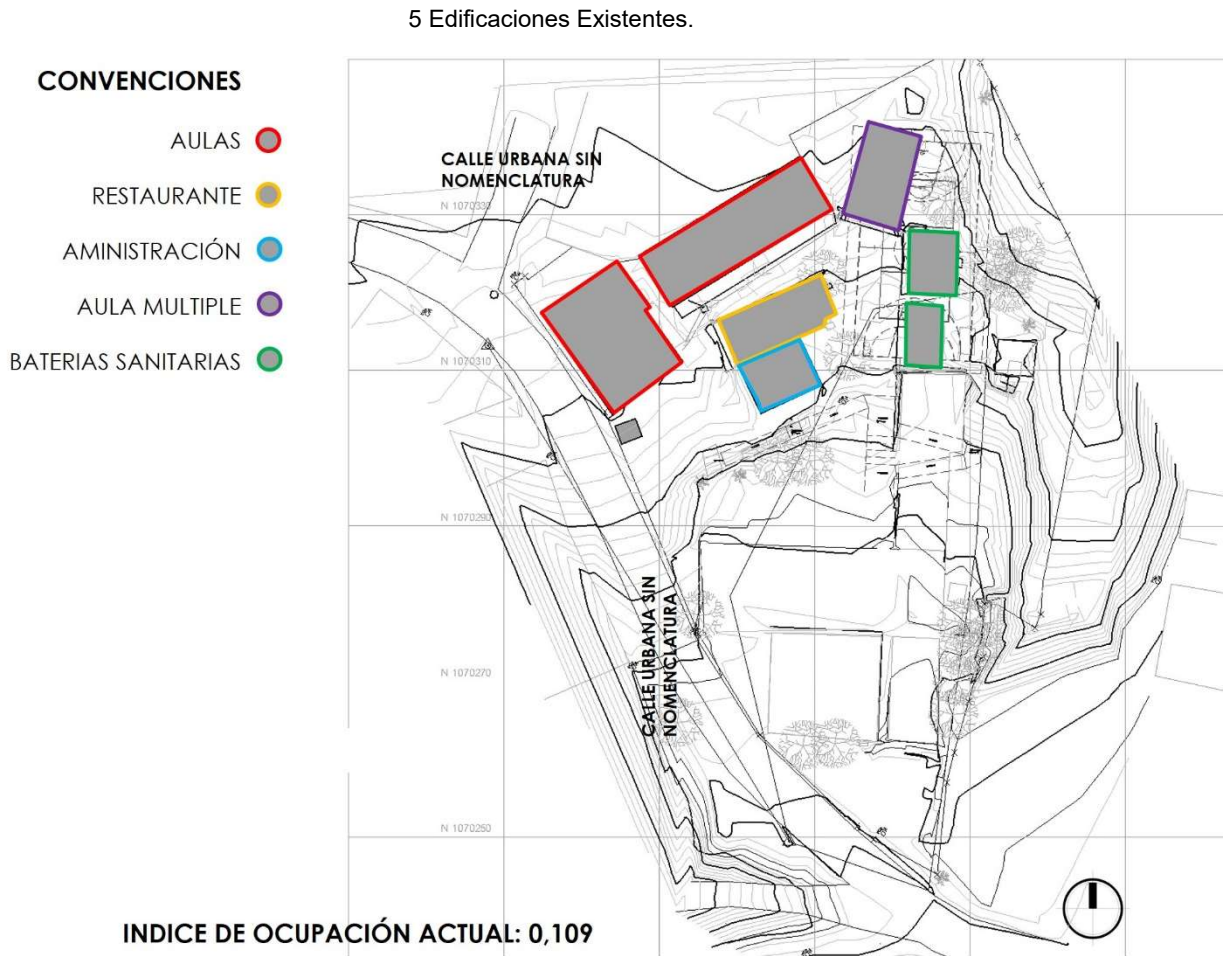 5 Edificaciones Existentes.
CONVENCIONES
AULAS
RESTAURANTE
AMINISTRACIÓN
AULA MULTIPLE
BATERIAS SANITARIAS
CALLE URBANA SIN
NOMENCLATURA
N 1070330
N 1070310
N 1070290
CALLE URBANA SIN
NOMENCLATURA
N 1070270
N 1070250
INDICE DE OCUPACIÓN ACTUAL: 0,109